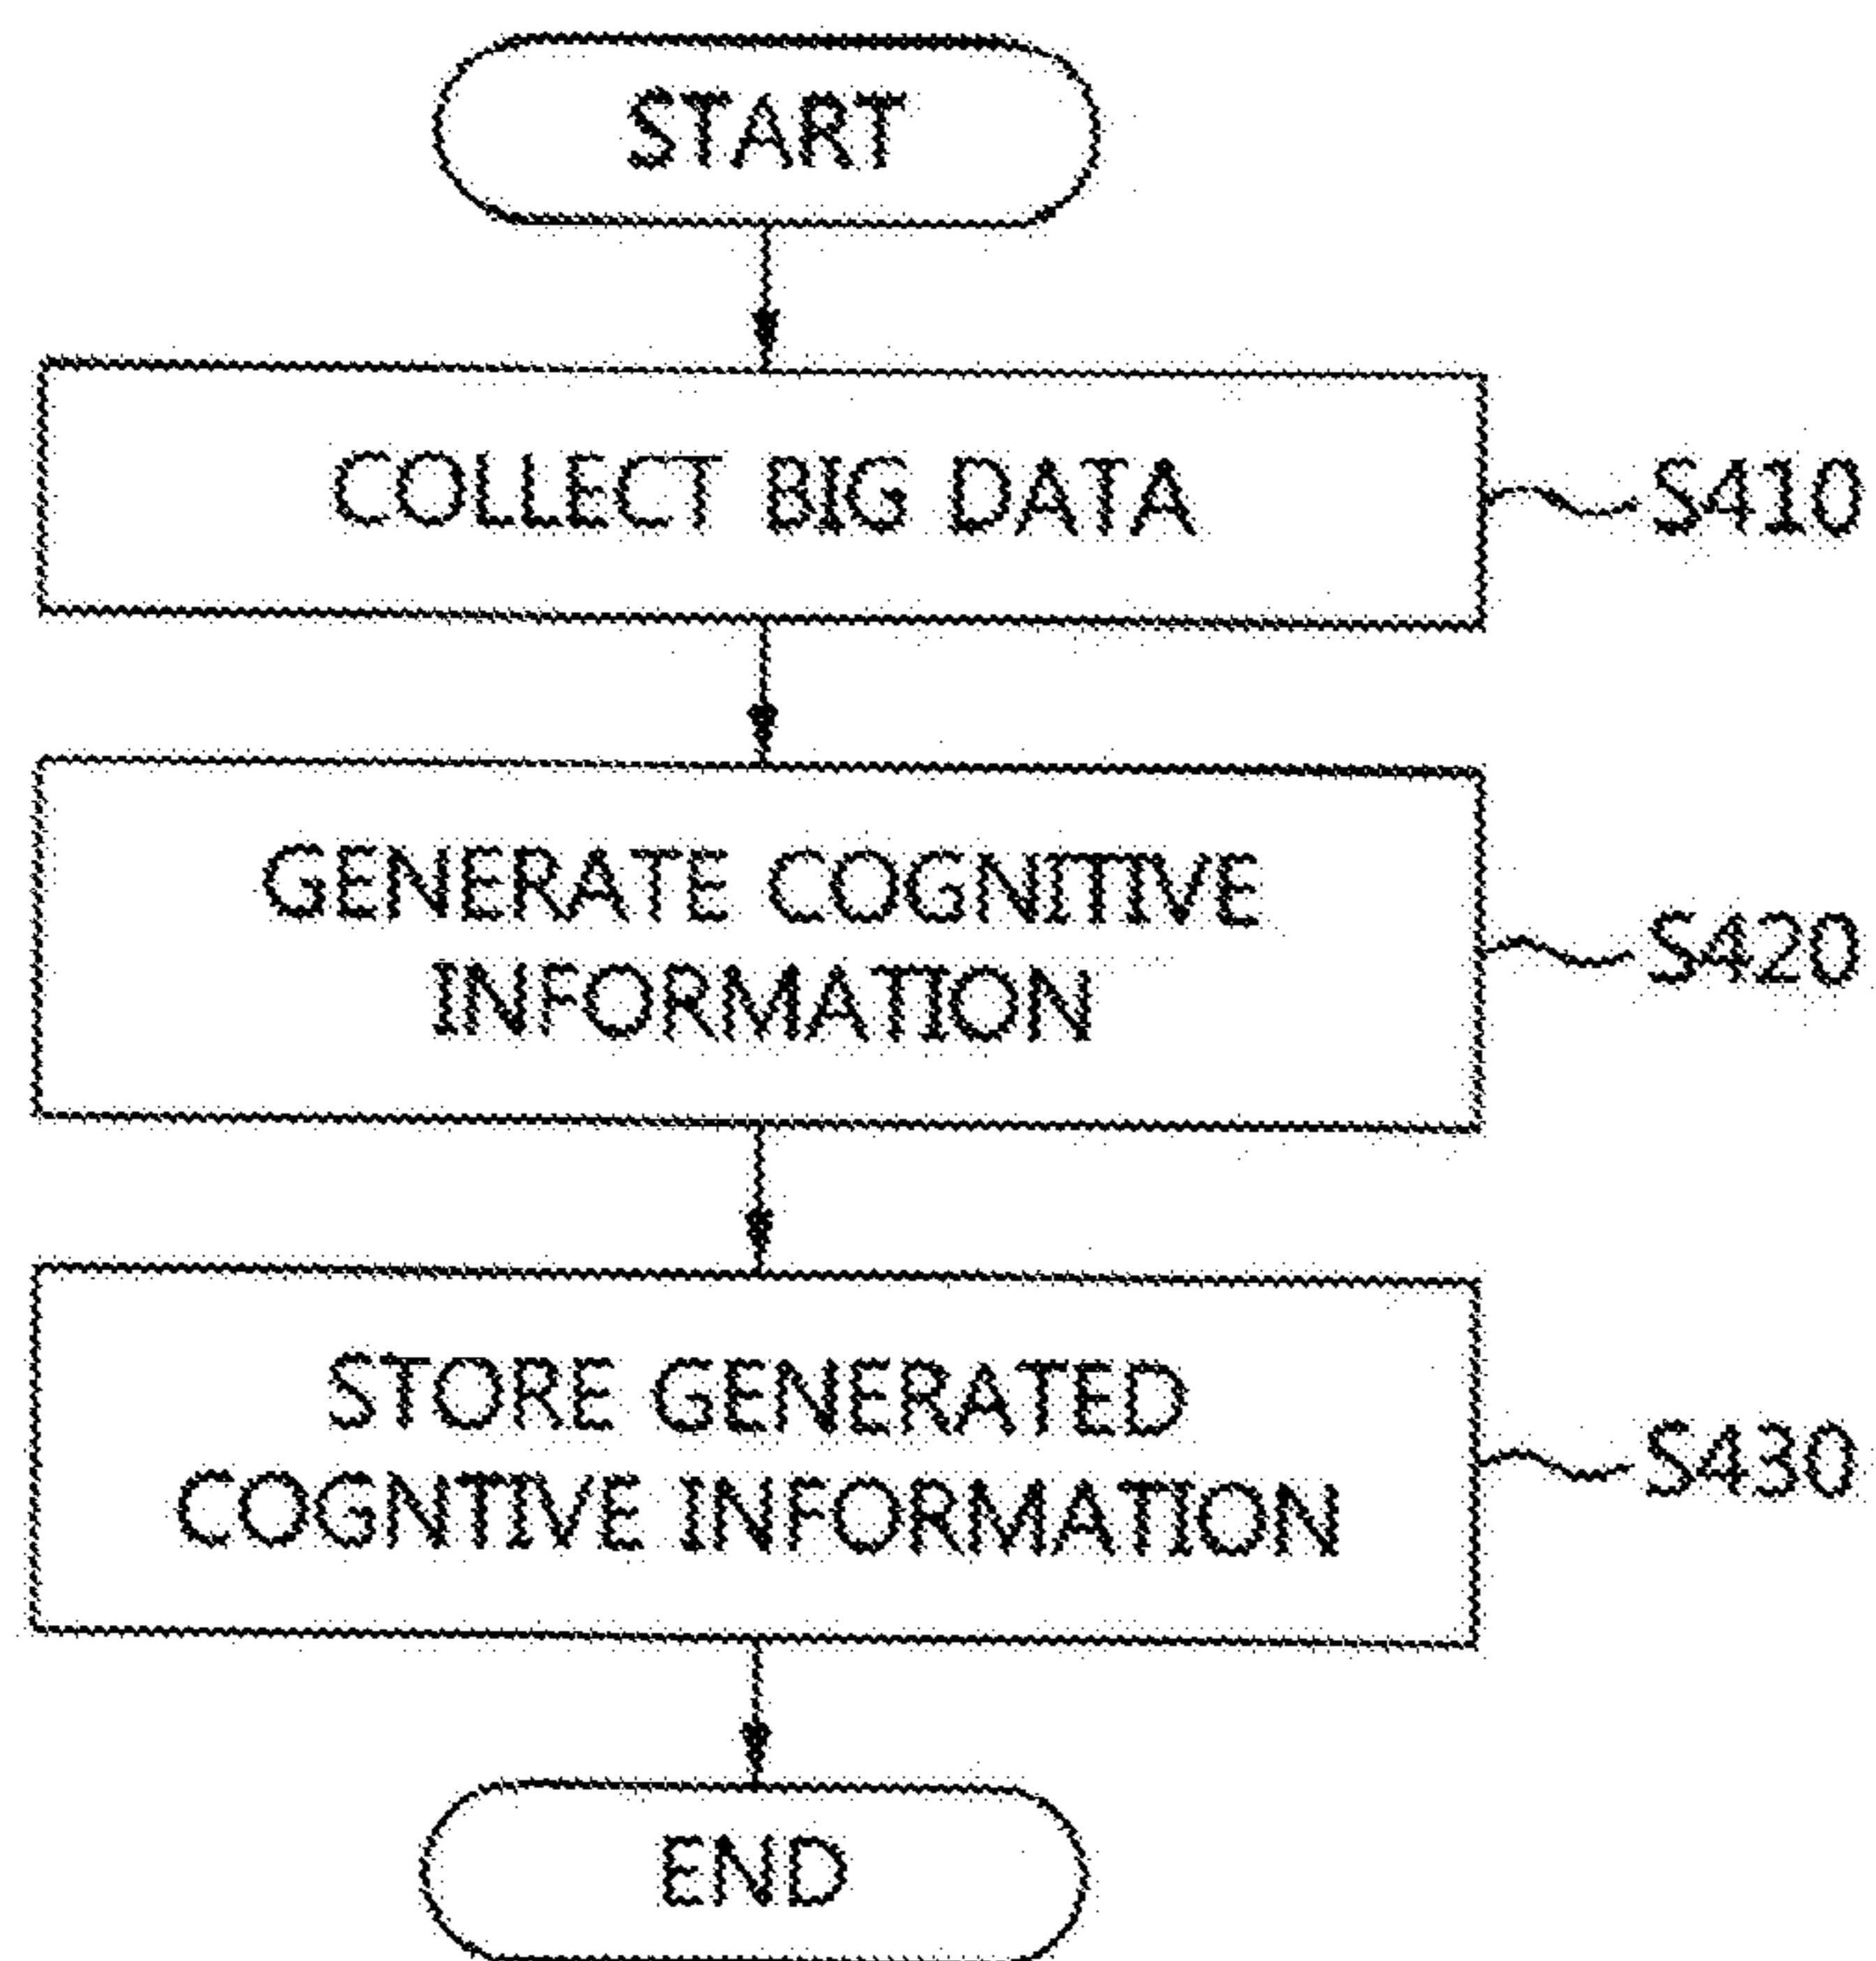 START
COLLECT BIG DATA
S410
GENERATE COGNITIVE
INFORMATION
S420
STORE GENERATED
COGNTIVE INFORMATION
S430
END